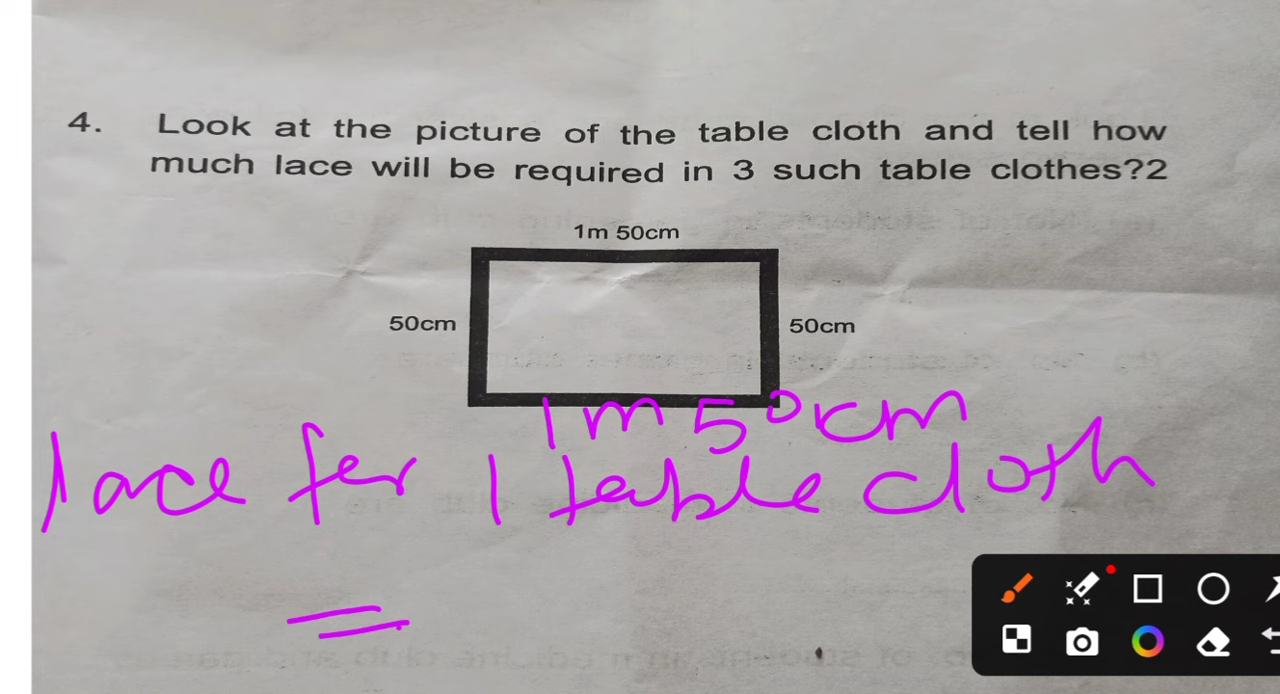 4. Look at the picture of the table cloth and tell how
much lace will be required in 3 such table clothes?2
1m 50cm
50cm 50cm
1m 50cm
lace for 1 table cloth
=